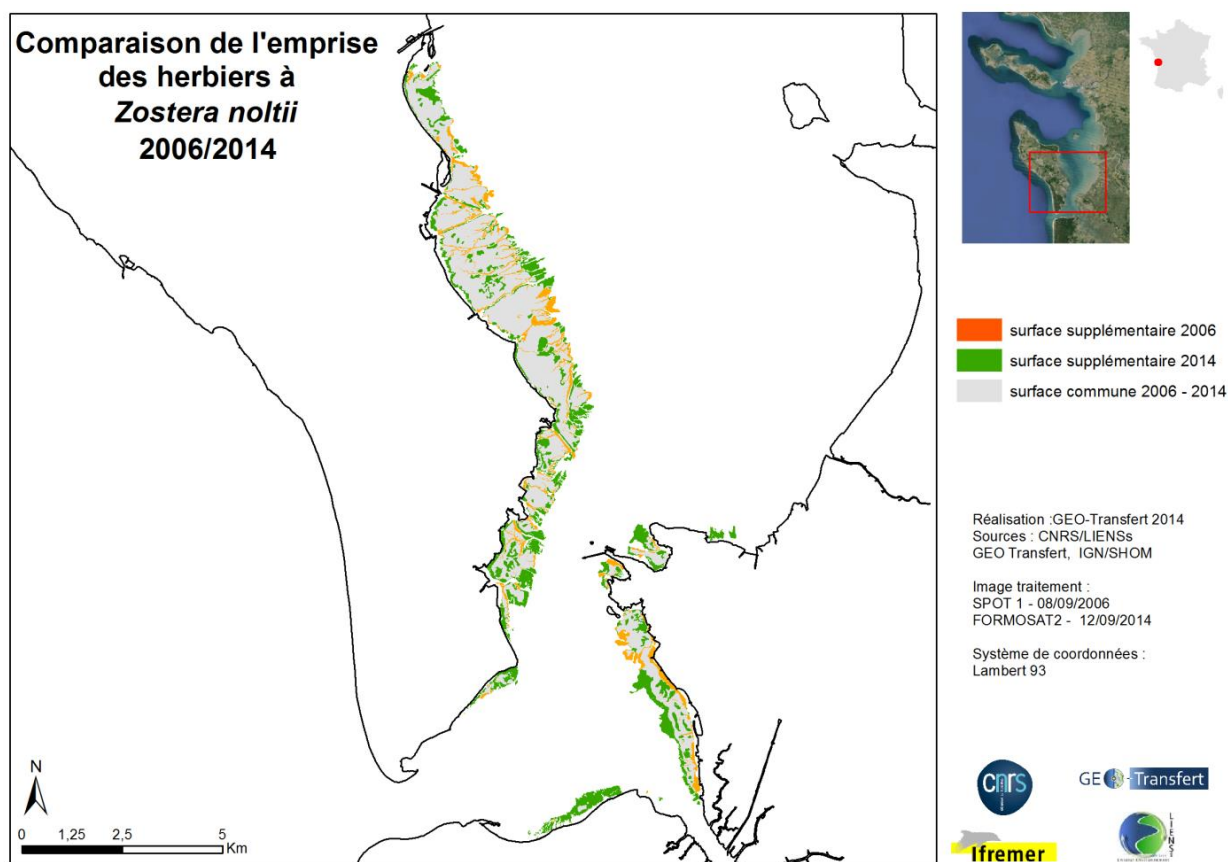 Comparaison de l'emprise
des herbiers à
Zostera noltii
2006/2014
surface supplémentaire 2006
surface supplémentaire 2014
surface commune 2006 - 2014
Réalisation :GEO-Transfert 2014
Sources : CNRS/LIENSs
GEO Transfert, IGN/SHOM
Image traitement :
SPOT 1 - 08/09/2006
FORMOSAT2 - 12/09/2014
Système de coordonnées :
Lambert 93
N
0 1,25 2,5 5
Km
cnrs
GEO-Transfert
Ifremer
LIENS